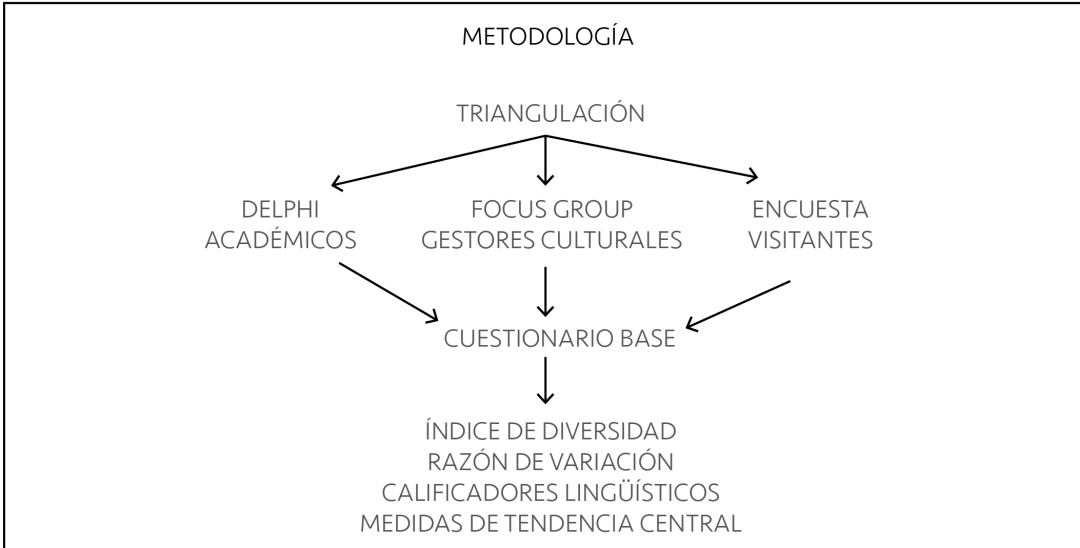 METODOLOGÍA
TRIANGULACIÓN
DELPHI
ACADÉMICOS
FOCUS GROUP
GESTORES CULTURALES
ENCUESTA
VISITANTES
CUESTIONARIO BASE
ÍNDICE DE DIVERSIDAD
RAZÓN DE VARIACIÓN
CALIFICADORES LINGÜÍSTICOS
MEDIDAS DE TENDENCIA CENTRAL